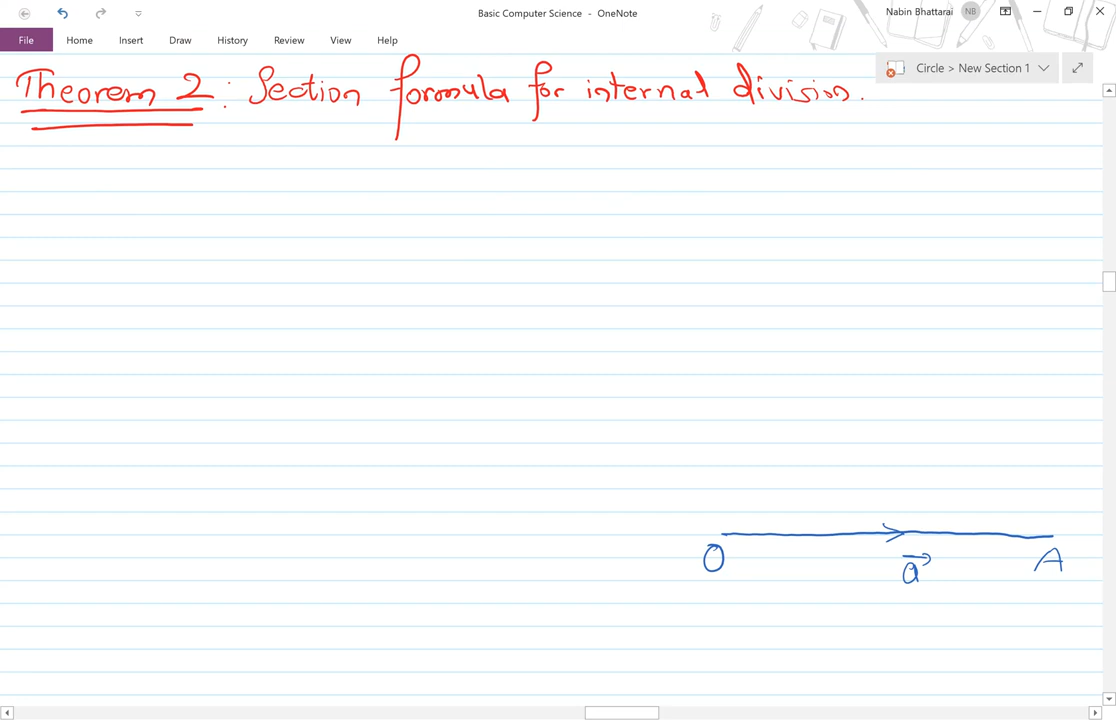 Basic Computer Science - OneNote
Nabin Bhattarai NB
File Home Insert Draw History Review View Help
Circle > New Section 1
Theorem 2 : Section formula for internal division.
O a⃗ A